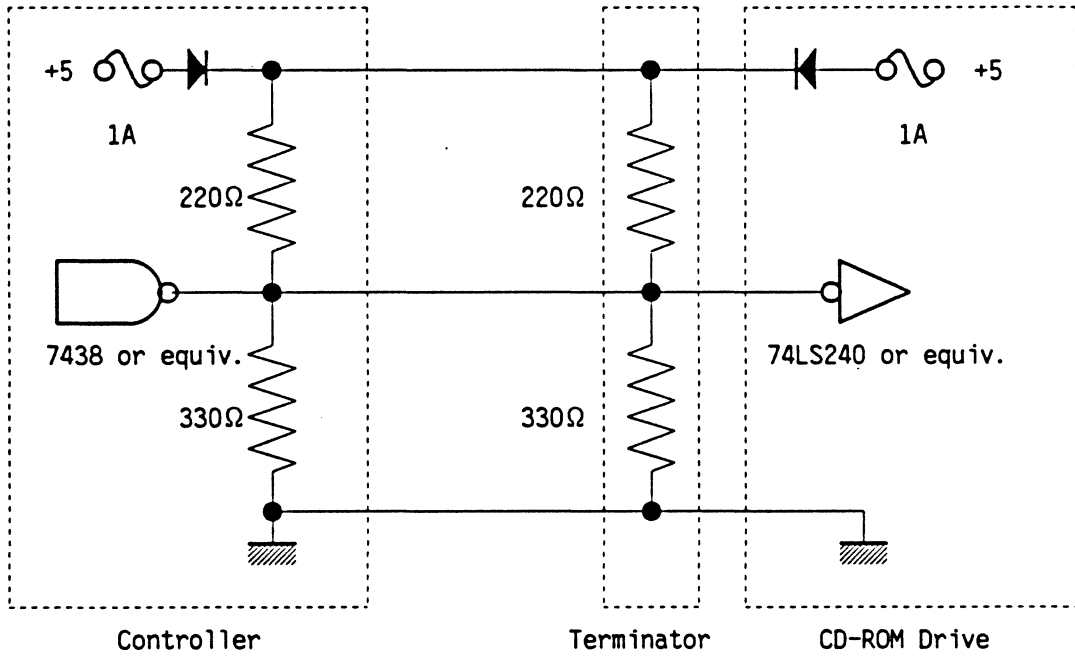 +5
+5
1A
1A
220Ω
220Ω
7438 or equiv.
74LS240 or equiv.
330Ω
330Ω
Controller
Terminator
CD-ROM Drive